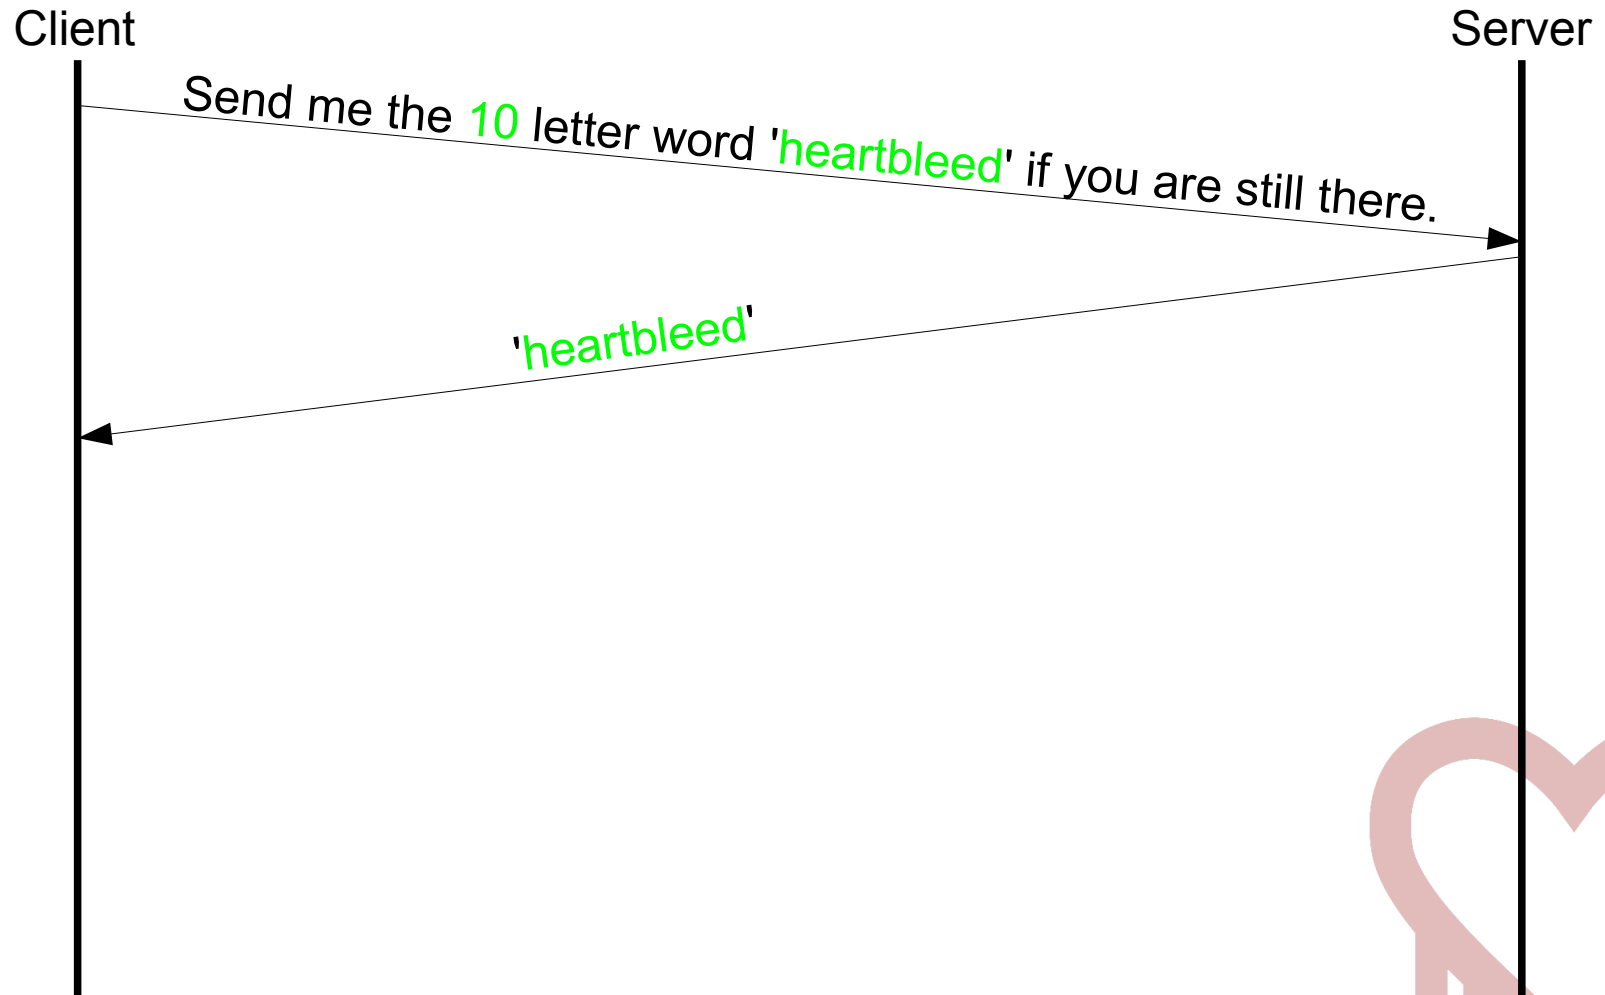 Client
Server
Send me the 10 letter word 'heartbleed' if you are still there.
'heartbleed'